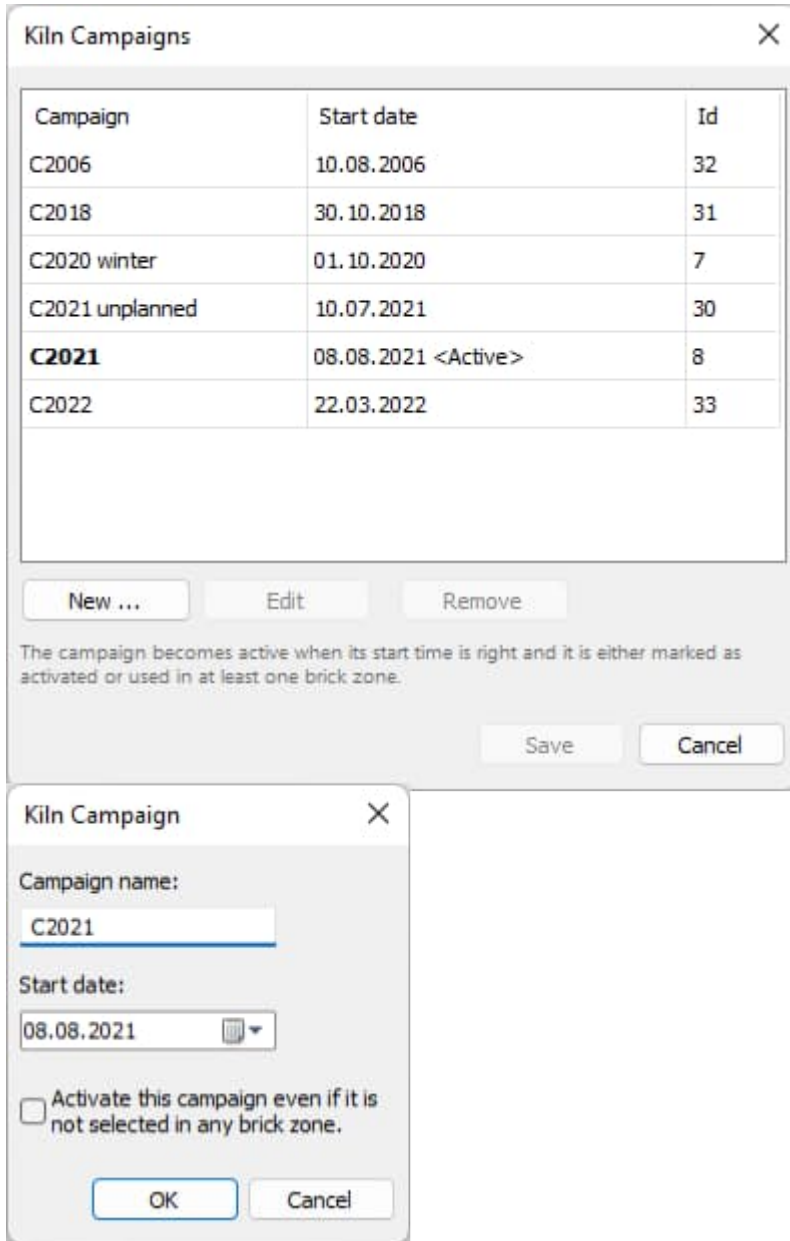 Kiln Campaigns
Campaign Start date Id
C2006 10.08.2006 32
C2018 30.10.2018 31
C2020 winter 01.10.2020 7
C2021 unplanned 10.07.2021 30
C2021 08.08.2021 <Active> 8
C2022 22.03.2022 33
New ... Edit Remove
The campaign becomes active when its start time is right and it is either marked as
activated or used in at least one brick zone.
Save Cancel
Kiln Campaign
Campaign name:
C2021
Start date:
08.08.2021
Activate this campaign even if it is
not selected in any brick zone.
OK Cancel